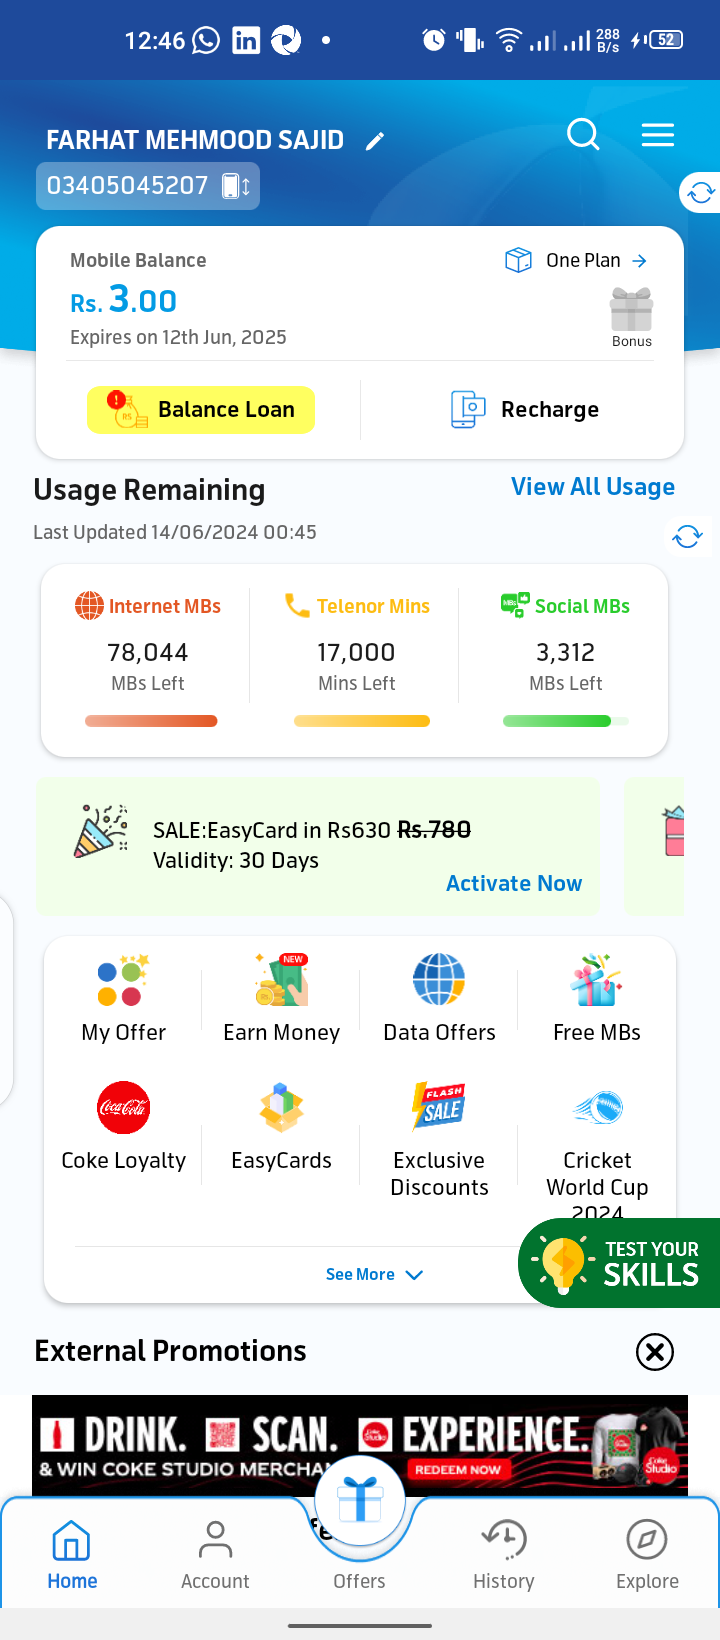 12:46
288
B/s
52
FARHAT MEHMOOD SAJID
03405045207
Mobile Balance
One Plan
Rs. 3.00
Expires on 12th Jun, 2025
Bonus
Balance Loan
Recharge
Usage Remaining
View All Usage
Last Updated 14/06/2024 00:45
Internet MBs
Telenor Mins
Social MBs
78,044
17,000
3,312
MBs Left
Mins Left
MBs Left
SALE:EasyCard in Rs630 Rs.780
Validity: 30 Days
Activate Now
NEW
My Offer
Earn Money
Data Offers
Free MBs
Coca-Cola
FLASH
SALE
Coke Loyalty
EasyCards
Exclusive
Discounts
Cricket
World Cup
2024
TEST YOUR
SKILLS
See More
External Promotions
DRINK. SCAN. EXPERIENCE.
& WIN COKE STUDIO MERCHAN
REDEEM NOW
Coke
Studio
Home
Account
Offers
History
Explore